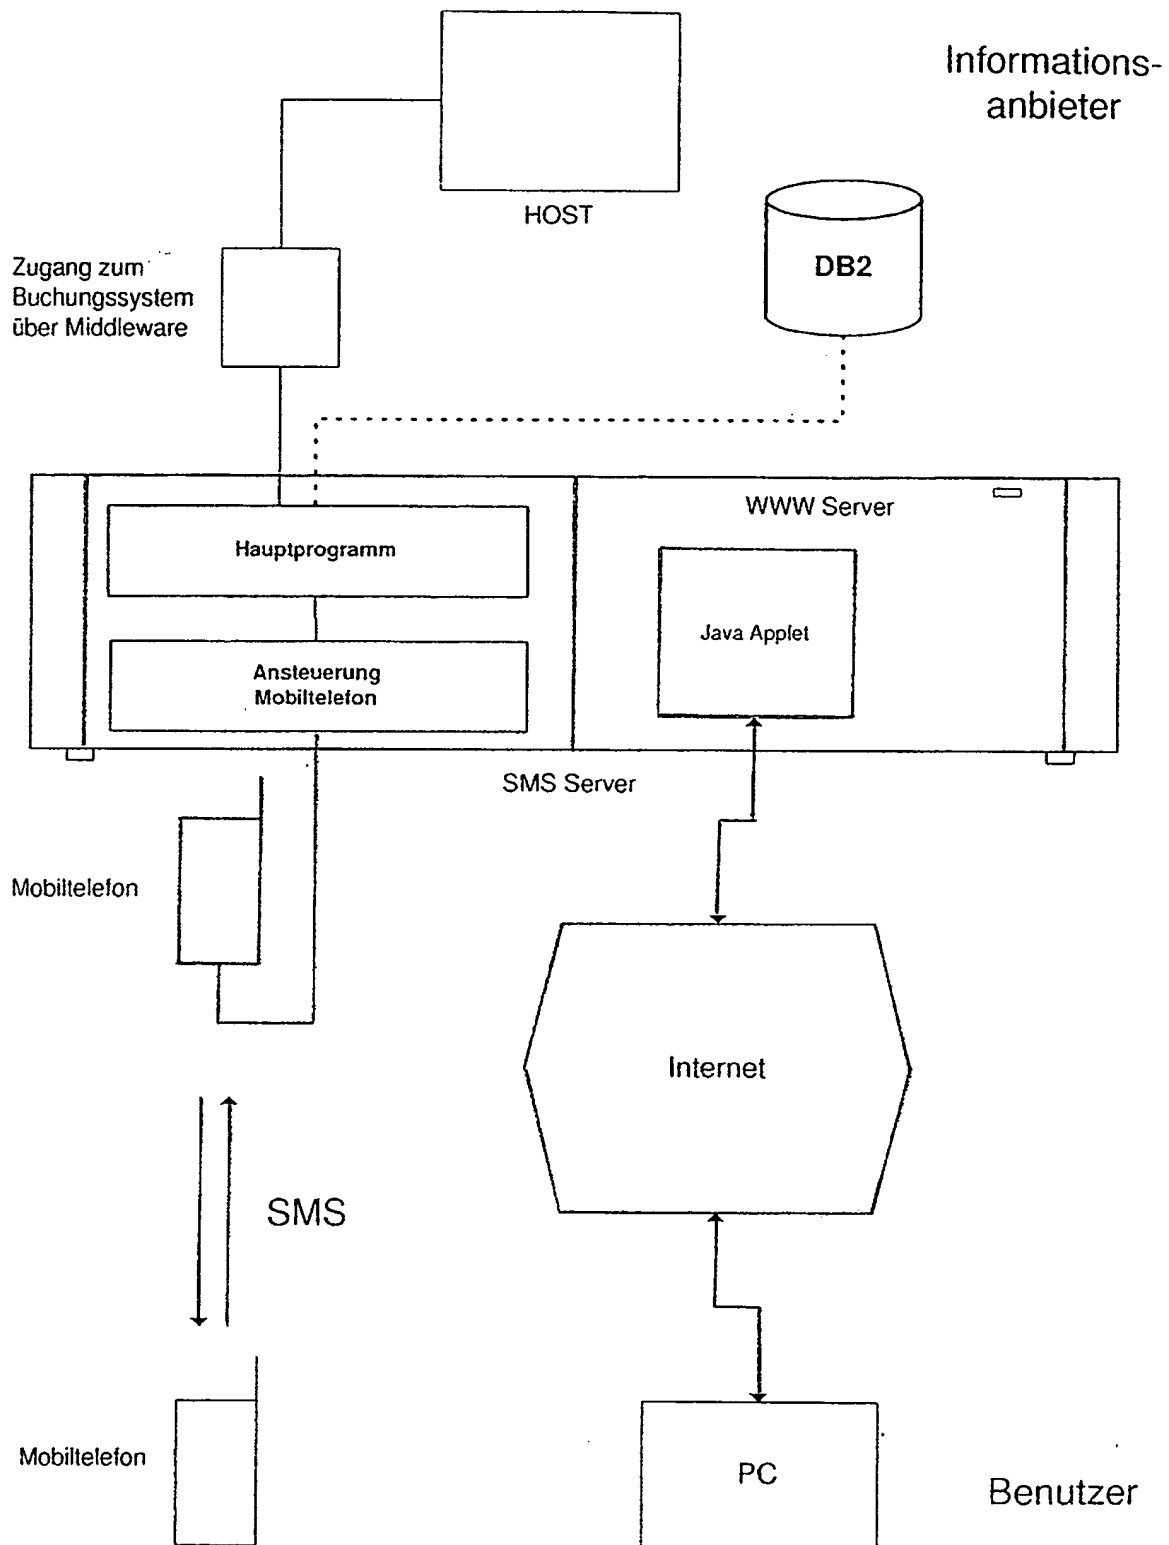 Informations-
anbieter
HOST
DB2
Zugang zum
Buchungssystem
über Middleware
WWW Server
Hauptprogramm
Java Applet
Ansteuerung
Mobiltelefon
SMS Server
Mobiltelefon
Internet
SMS
Mobiltelefon
PC
Benutzer